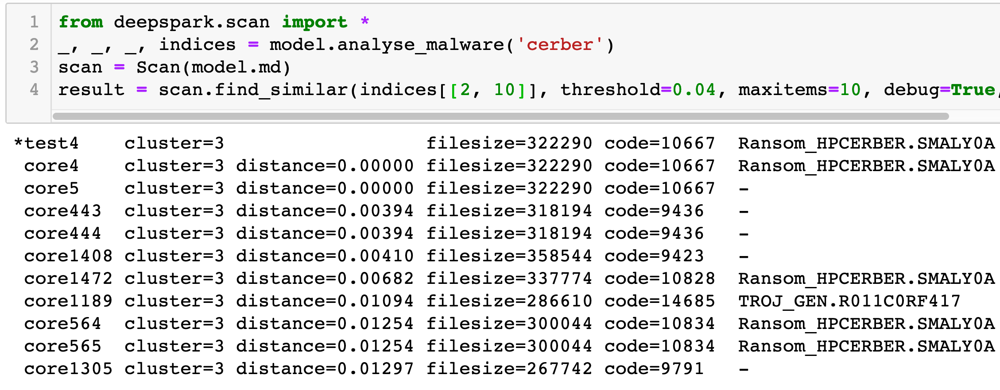 1 from deepspark.scan import *
2 _, _, _, indices = model.analyse_malware('cerber')
3 scan = Scan(model.md)
4 result = scan.find_similar(indices[[2, 10]], threshold=0.04, maxitems=10, debug=True,
*test4 cluster=3 filesize=322290 code=10667 Ransom_HPCERBER.SMALY0A
core4 cluster=3 distance=0.00000 filesize=322290 code=10667 Ransom_HPCERBER.SMALY0A
core5 cluster=3 distance=0.00000 filesize=322290 code=10667 -
core443 cluster=3 distance=0.00394 filesize=318194 code=9436 -
core444 cluster=3 distance=0.00394 filesize=318194 code=9436 -
core1408 cluster=3 distance=0.00410 filesize=358544 code=9423 -
core1472 cluster=3 distance=0.00682 filesize=337774 code=10828 Ransom_HPCERBER.SMALY0A
core1189 cluster=3 distance=0.01094 filesize=286610 code=14685 TROJ_GEN.R011C0RF417
core564 cluster=3 distance=0.01254 filesize=300044 code=10834 Ransom_HPCERBER.SMALY0A
core565 cluster=3 distance=0.01254 filesize=300044 code=10834 Ransom_HPCERBER.SMALY0A
core1305 cluster=3 distance=0.01297 filesize=267742 code=9791 -